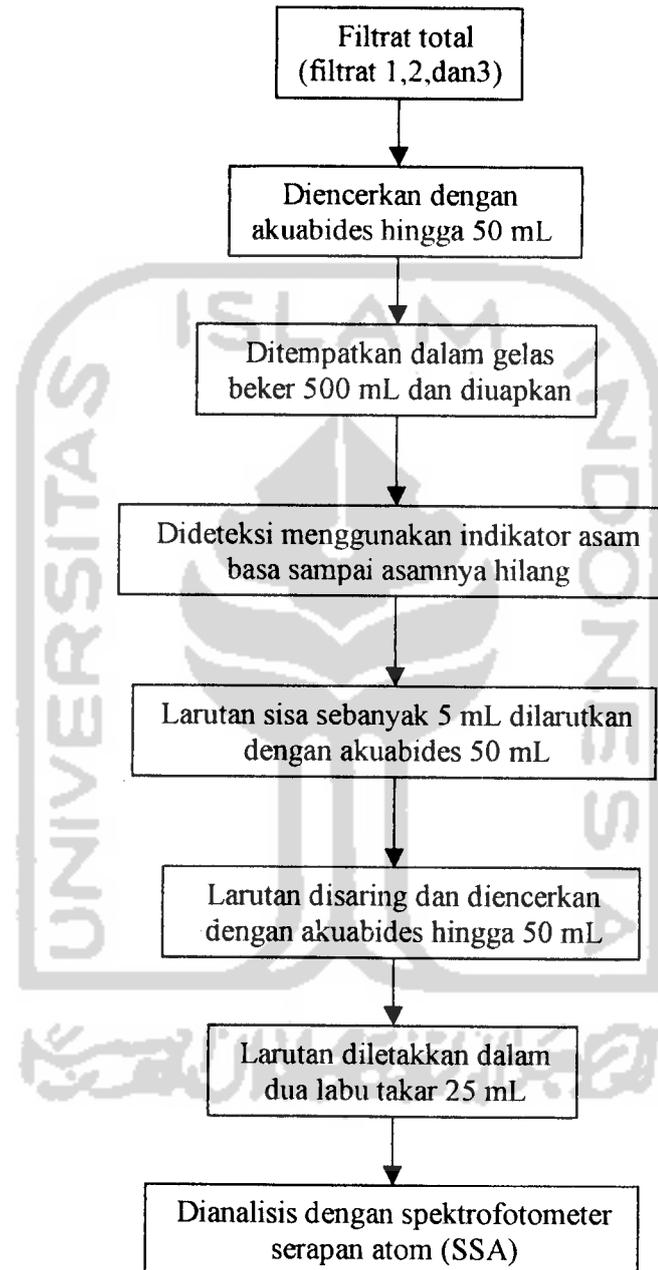 Filtrat total
(filtrat 1,2,dan3)
Diencerkan dengan
akuabides hingga 50 mL
Ditempatkan dalam gelas
beker 500 mL dan diuapkan
Dideteksi menggunakan indikator asam
basa sampai asamnya hilang
Larutan sisa sebanyak 5 mL dilarutkan
dengan akuabides 50 mL
Larutan disaring dan diencerkan
dengan akuabides hingga 50 mL
Larutan diletakkan dalam
dua labu takar 25 mL
Dianalisis dengan spektrofotometer
serapan atom (SSA)
UNIVERSITAS
ISLAM
INDONESIA